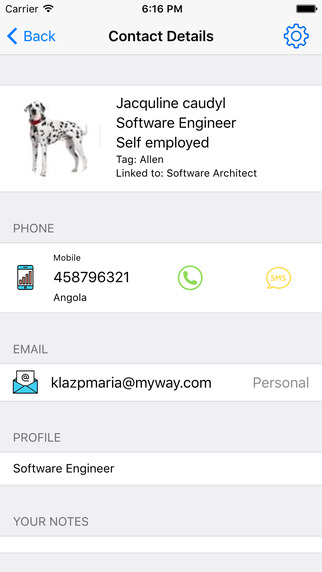 Carrier 6:16 PM
Back Contact Details
Jacquline caudyl
Software Engineer
Self employed
Tag: Allen
Linked to: Software Architect
PHONE
Mobile
458796321
SMS
Angola
EMAIL
@
klazpmaria@myway.com Personal
PROFILE
Software Engineer
YOUR NOTES